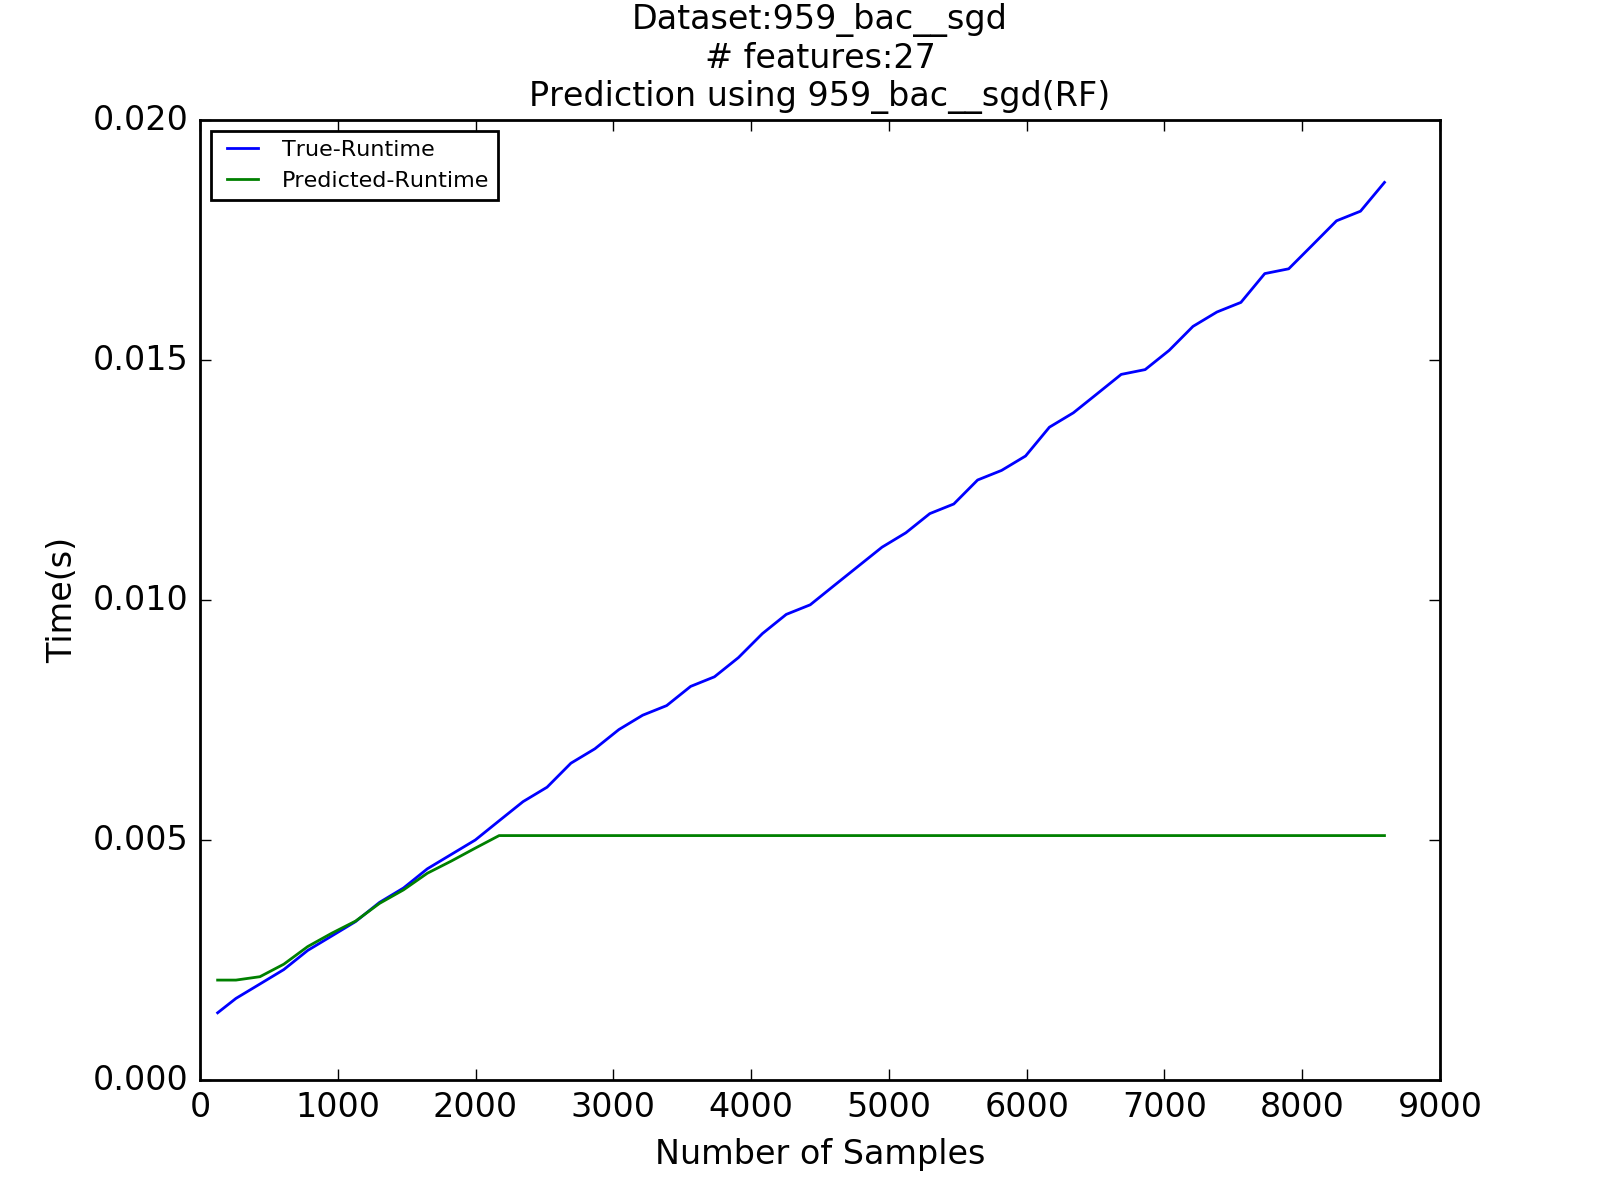 Dataset:959_bac__sgd
# features:27
Prediction using 959_bac__sgd(RF)
0.020
True-Runtime
Predicted-Runtime
0.015
0.010
Time(s)
0.005
0.000
0 1000 2000 3000 4000 5000 6000 7000 8000 9000
Number of Samples